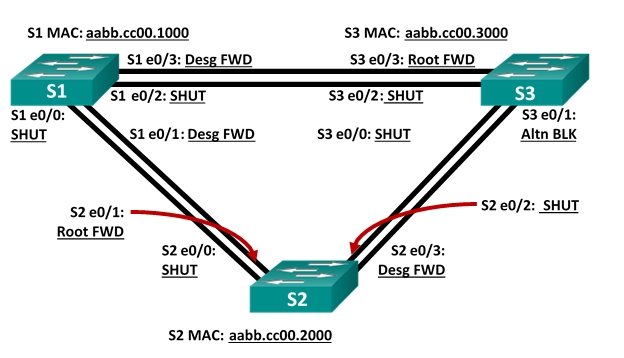 S1 MAC: aabb.cc00.1000
S3 MAC: aabb.cc00.3000
S1 e0/3: Desg FWD
S3 e0/3: Root FWD
S1
S3
S1 e0/2: SHUT
S3 e0/2: SHUT
S1 e0/0:
SHUT
S1 e0/1: Desg FWD
S3 e0/0: SHUT
S3 e0/1:
Altn BLK
S2 e0/1:
Root FWD
S2 e0/2: SHUT
S2 e0/0:
SHUT
S2 e0/3:
Desg FWD
S2
S2 MAC: aabb.cc00.2000